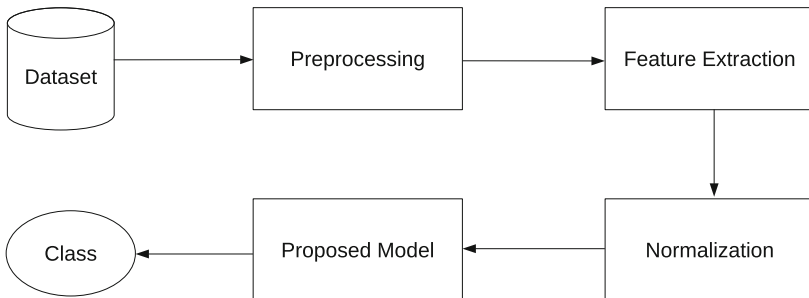 Dataset
Preprocessing
Feature Extraction
Normalization
Proposed Model
Class